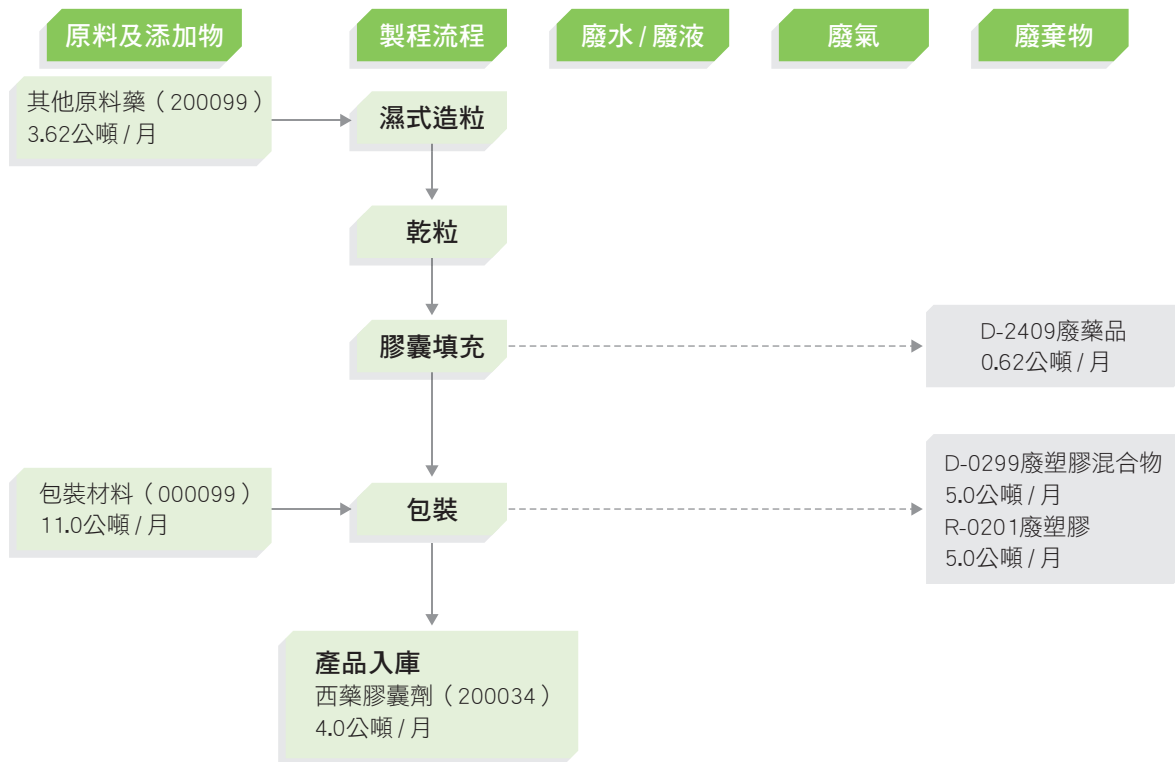 原料及添加物
製程流程
廢水 / 廢液
廢氣
廢棄物
其他原料藥（200099）
3.62公噸 / 月
濕式造粒
乾粒
膠囊填充
D-2409廢藥品
0.62公噸 / 月
包裝材料（000099）
11.0公噸 / 月
包裝
D-0299廢塑膠混合物
5.0公噸 / 月
R-0201廢塑膠
5.0公噸 / 月
產品入庫
西藥膠囊劑（200034）
4.0公噸 / 月